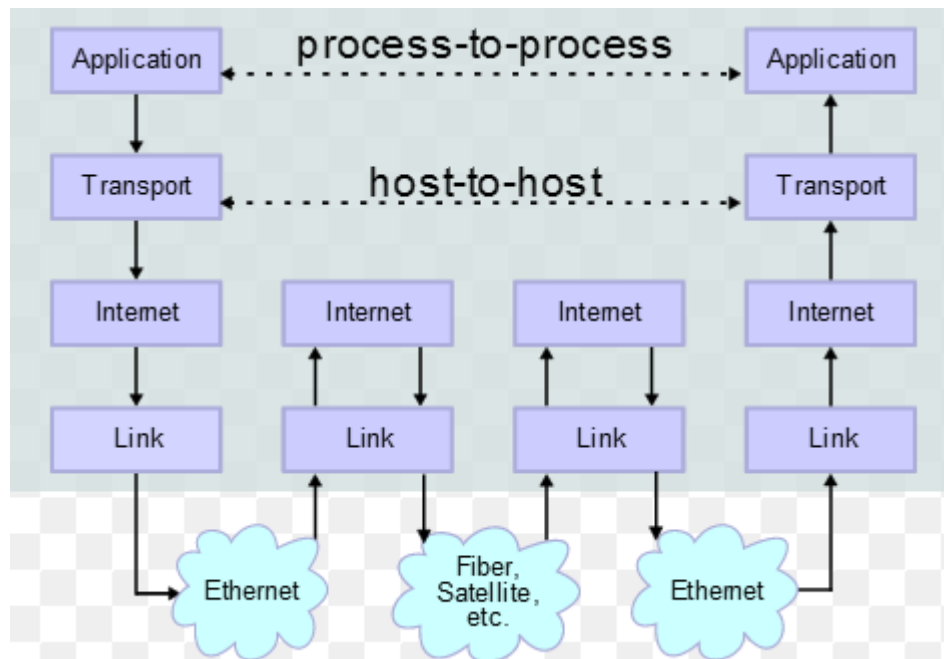 Application
process-to-process
Application
Transport
host-to-host
Transport
Internet
Internet
Internet
Internet
Link
Link
Link
Link
Ethernet
Fiber,
Satellite,
etc.
Ethernet